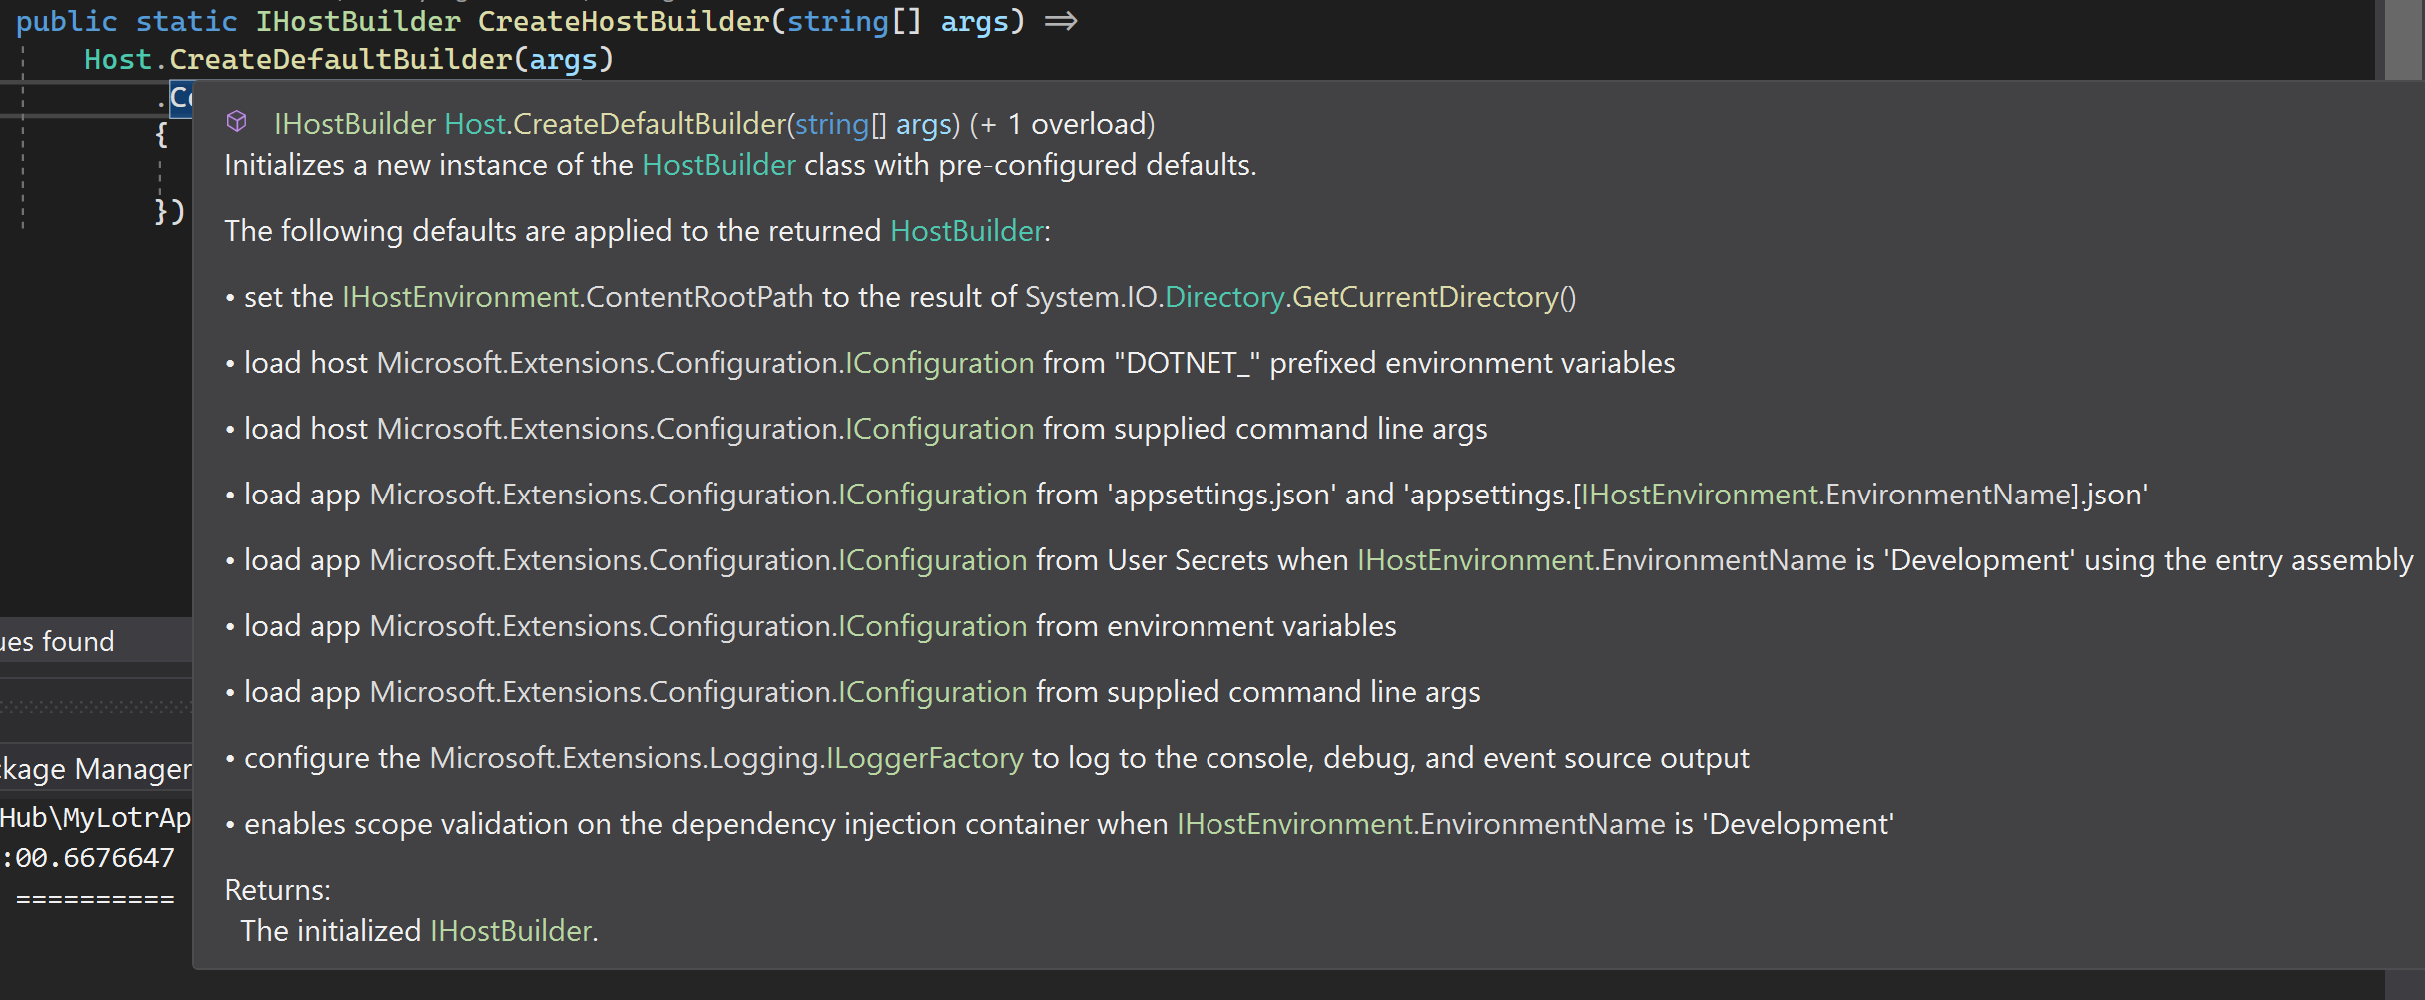 public static IHostBuilder CreateHostBuilder(string[] args) =>
Host.CreateDefaultBuilder(args)
.Co
{
})
IHostBuilder Host.CreateDefaultBuilder(string[] args) (+ 1 overload)
Initializes a new instance of the HostBuilder class with pre-configured defaults.
The following defaults are applied to the returned HostBuilder:
• set the IHostEnvironment.ContentRootPath to the result of System.IO.Directory.GetCurrentDirectory()
• load host Microsoft.Extensions.Configuration.IConfiguration from "DOTNET_" prefixed environment variables
• load host Microsoft.Extensions.Configuration.IConfiguration from supplied command line args
• load app Microsoft.Extensions.Configuration.IConfiguration from 'appsettings.json' and 'appsettings.[IHostEnvironment.EnvironmentName].json'
• load app Microsoft.Extensions.Configuration.IConfiguration from User Secrets when IHostEnvironment.EnvironmentName is 'Development' using the entry assembly
• load app Microsoft.Extensions.Configuration.IConfiguration from environment variables
• load app Microsoft.Extensions.Configuration.IConfiguration from supplied command line args
• configure the Microsoft.Extensions.Logging.ILoggerFactory to log to the console, debug, and event source output
• enables scope validation on the dependency injection container when IHostEnvironment.EnvironmentName is 'Development'
Returns:
The initialized IHostBuilder.
ues found
ckage Manager
Hub\MyLotrAp
:00.6676647
==========